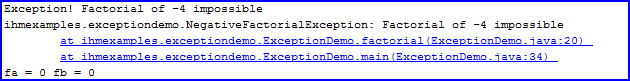 Exception! Factorial of -4 impossible
ihmexamples.exceptiondemo.NegativeFactorialException: Factorial of -4 impossible
at ihmexamples.exceptiondemo.ExceptionDemo.factorial(ExceptionDemo.java:20)
at ihmexamples.exceptiondemo.ExceptionDemo.main(ExceptionDemo.java:34)
fa = 0 fb = 0